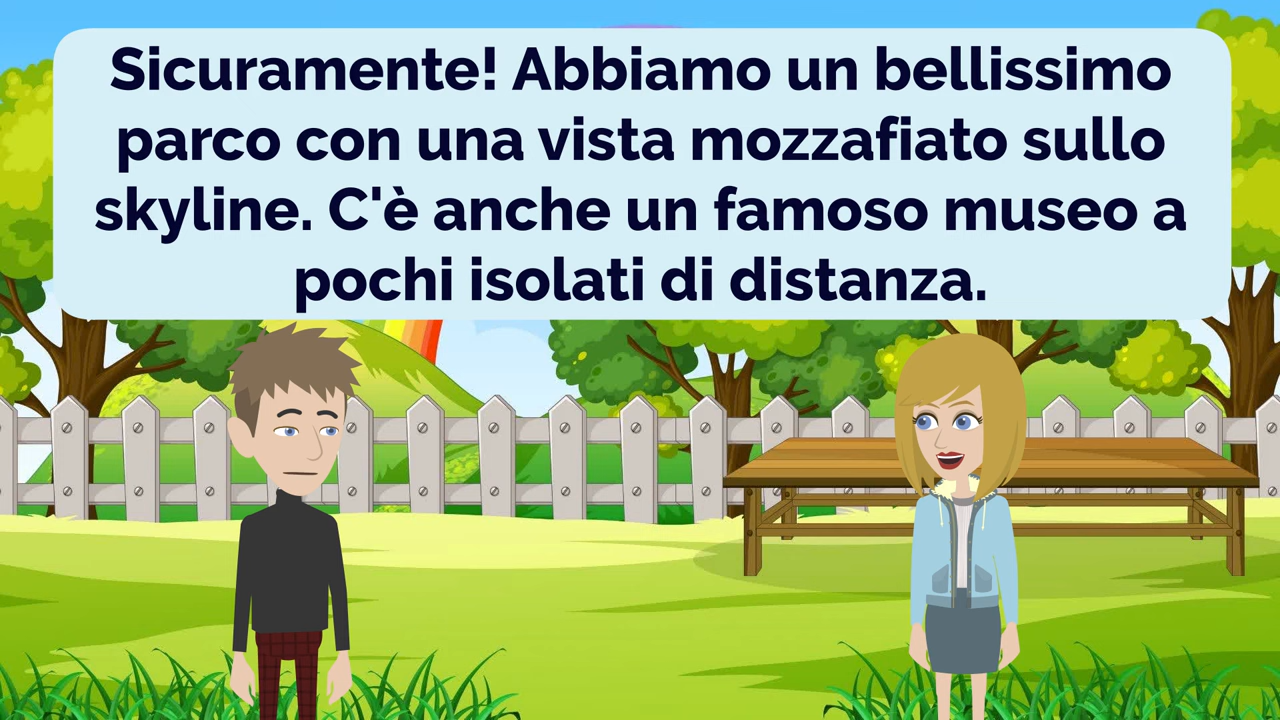 Sicuramente! Abbiamo un bellissimo
parco con una vista mozzafiato sullo
skyline. C'è anche un famoso museo a
pochi isolati di distanza.